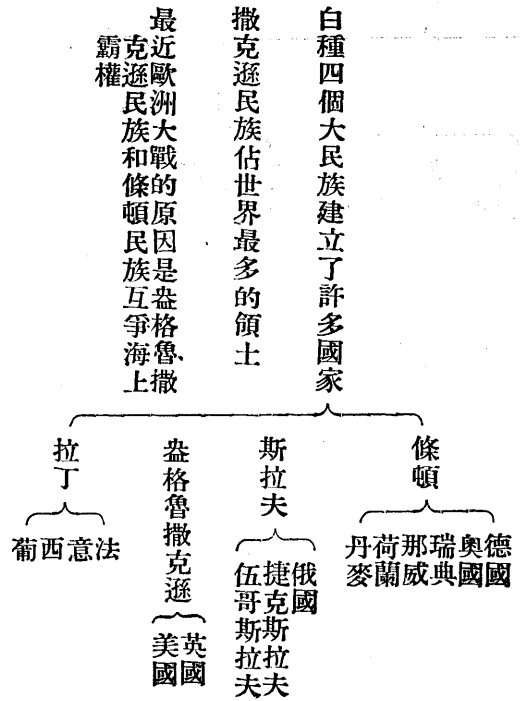 白種四個大民族建立了許多國家
撒克遜民族佔世界最多的領土
最近歐洲大戰的原因是盎格魯、撒
克遜民族和條頓民族互爭海上
霸權
條頓
德國
奧國
瑞典
那威
荷蘭
丹麥
斯拉夫
俄國
捷克斯拉夫
伍哥斯拉夫
盎格魯撒克遜
英國
美國
拉丁
法
意
西
葡